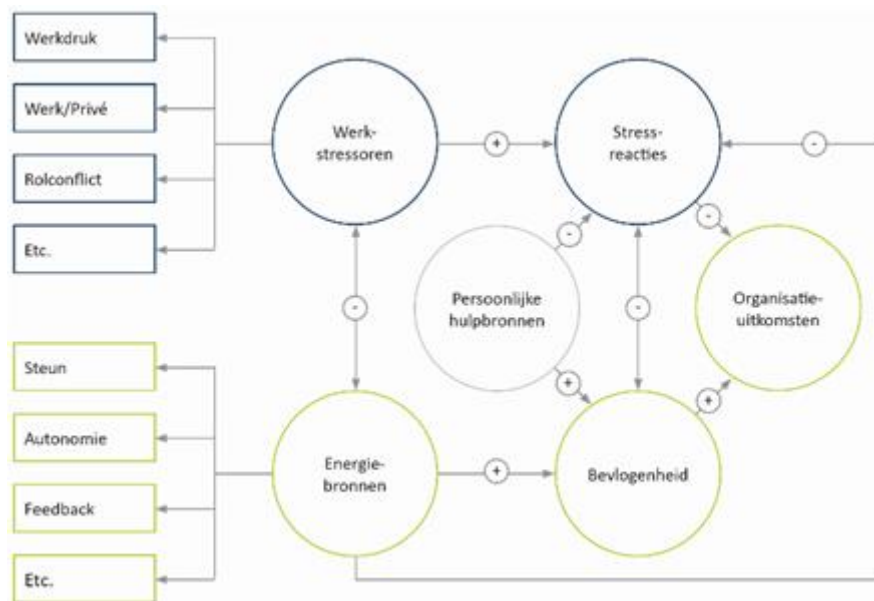 Werkdruk
Werk/Privé
Rolconflict
Etc.
Werk-
stressoren
+
Stress-
reacties
-
-
-
Persoonlijke
hulpbronnen
-
-
Organisatie-
uitkomsten
Steun
Autonomie
Feedback
Etc.
Energie-
bronnen
+
+
Bevlogenheid
+